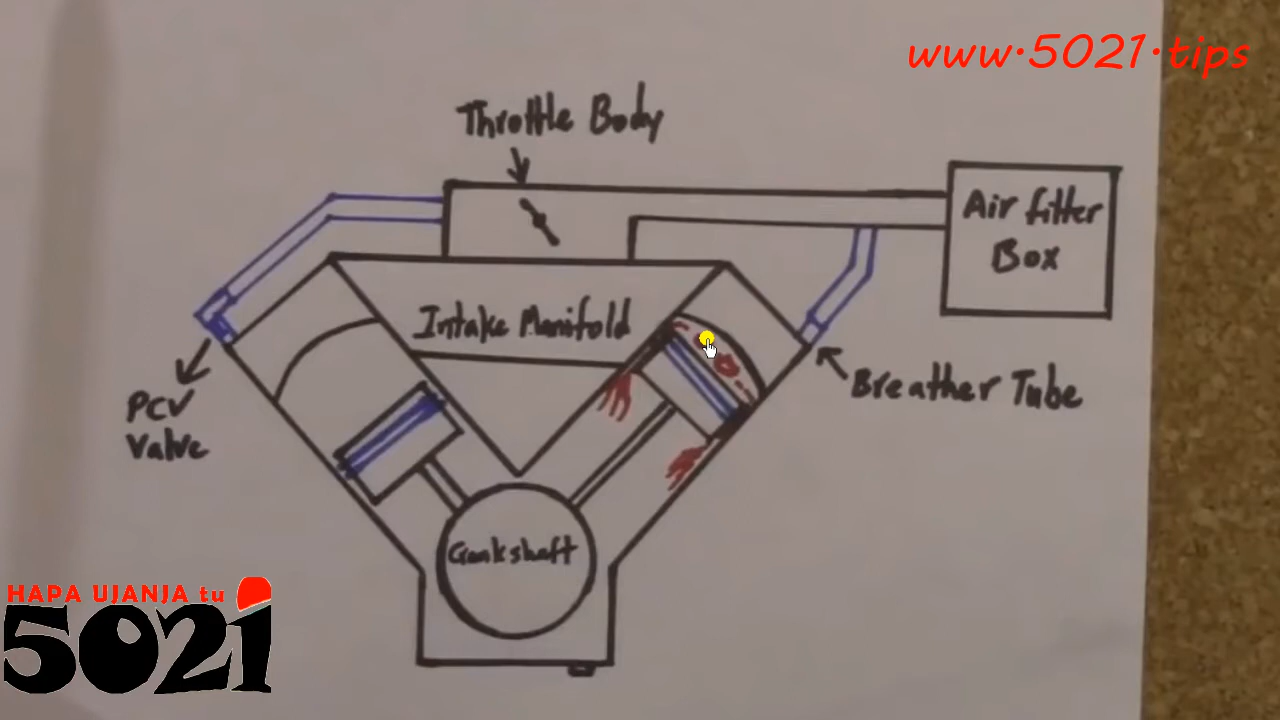 www.5021.tips
Throttle Body
Air filter
Box
Intake Manifold
Breather Tube
PCV
Valve
Crankshaft
HAPA UJANJA tu
5021